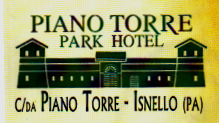 PIANO TORRE
PARK HOTEL
C/DA PIANO TORRE - ISNELLO (PA)